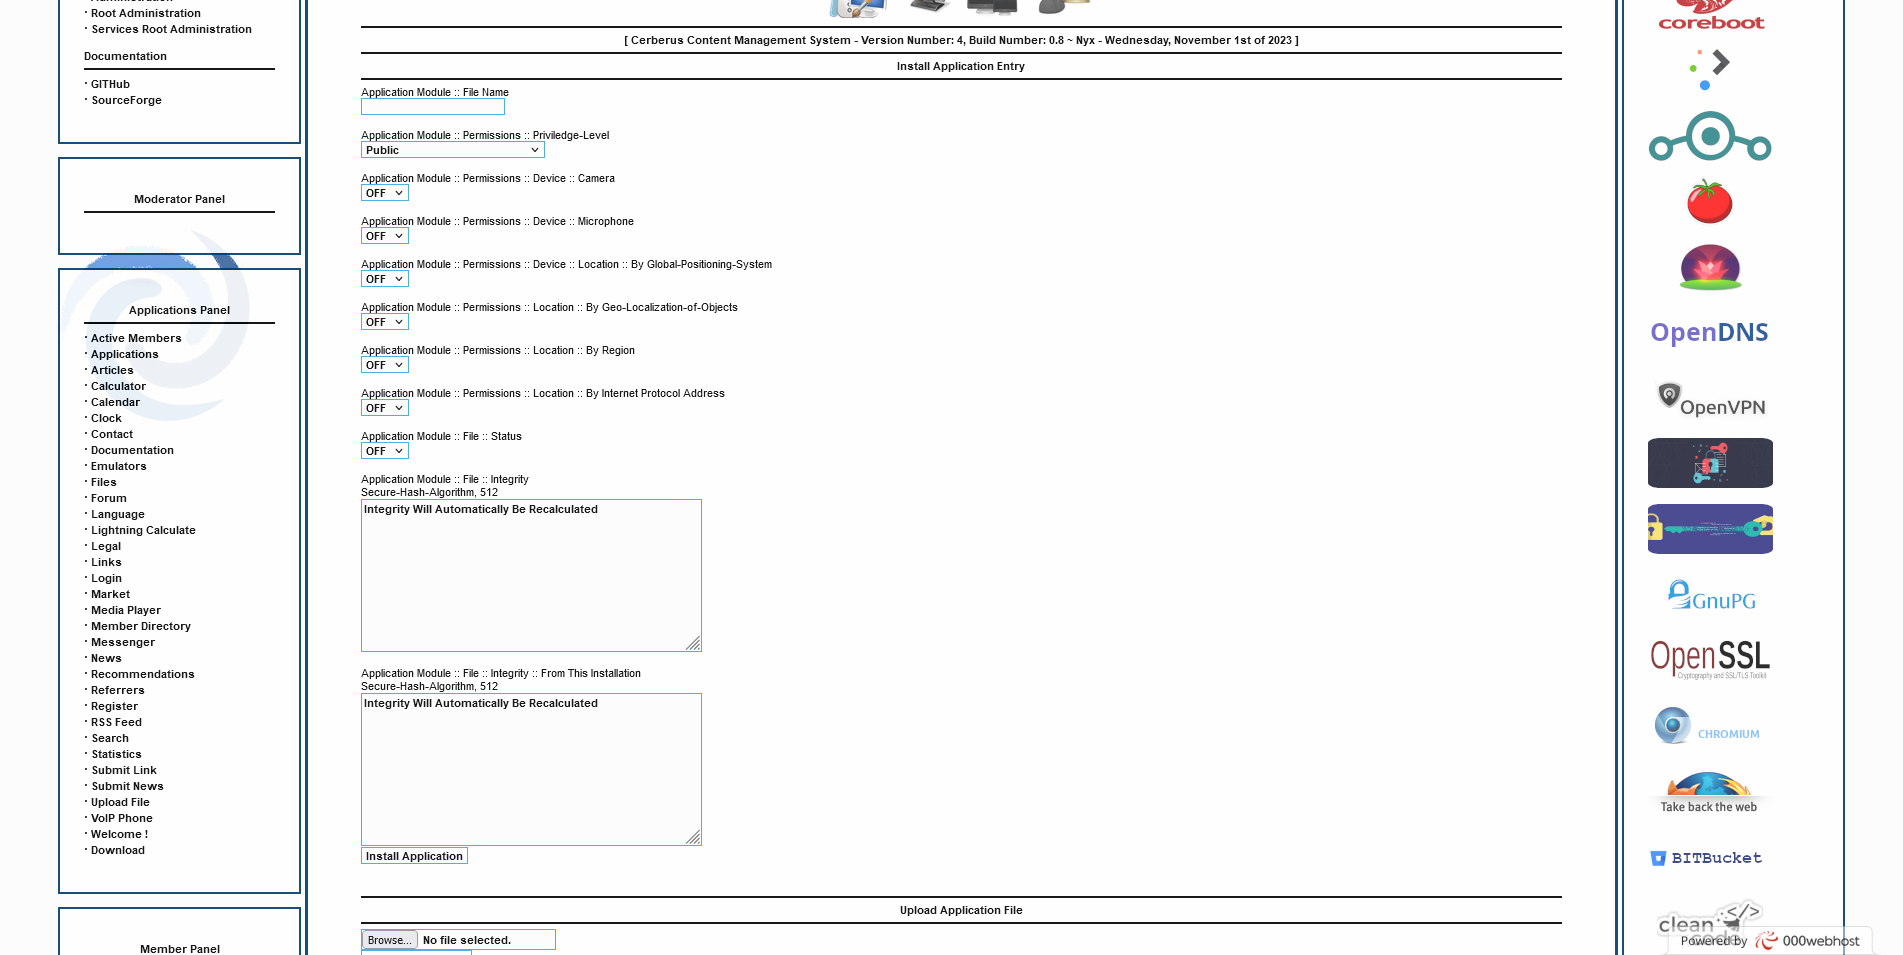 · Root Administration
· Services Root Administration
Documentation
· GITHub
· SourceForge
Moderator Panel
Applications Panel
· Active Members
· Applications
· Articles
· Calculator
· Calendar
· Clock
· Contact
· Documentation
· Emulators
· Files
· Forum
· Language
· Lightning Calculate
· Legal
· Links
· Login
· Market
· Media Player
· Member Directory
· Messenger
· News
· Recommendations
· Referrers
· Register
· RSS Feed
· Search
· Statistics
· Submit Link
· Submit News
· Upload File
· VoIP Phone
· Welcome !
· Download
Member Panel
[ Cerberus Content Management System - Version Number: 4, Build Number: 0.8 ~ Nyx - Wednesday, November 1st of 2023 ]
Install Application Entry
Application Module :: File Name
Application Module :: Permissions :: Priviledge-Level
Public
Application Module :: Permissions :: Device :: Camera
OFF
Application Module :: Permissions :: Device :: Microphone
OFF
Application Module :: Permissions :: Device :: Location :: By Global-Positioning-System
OFF
Application Module :: Permissions :: Location :: By Geo-Localization-of-Objects
OFF
Application Module :: Permissions :: Location :: By Region
OFF
Application Module :: Permissions :: Location :: By Internet Protocol Address
OFF
Application Module :: File :: Status
OFF
Application Module :: File :: Integrity
Secure-Hash-Algorithm, 512
Integrity Will Automatically Be Recalculated
Application Module :: File :: Integrity :: From This Installation
Secure-Hash-Algorithm, 512
Integrity Will Automatically Be Recalculated
Install Application
Upload Application File
Browse... No file selected.
coreboot
OpenDNS
OpenVPN
GnuPG
OpenSSL
Cryptography and SSL/TLS Toolkit
CHROMIUM
Take back the web
BITBucket
clean </>
code
Powered by 000webhost